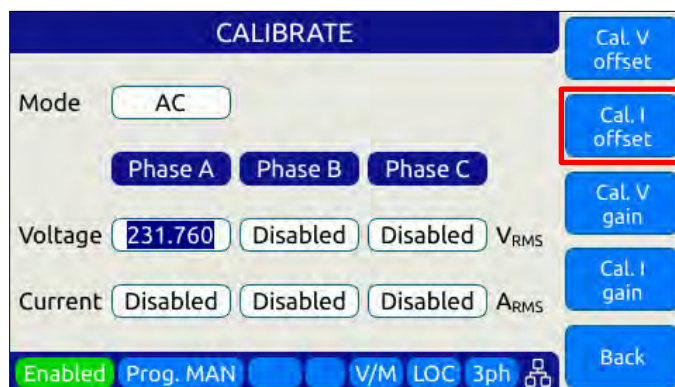 CALIBRATE
Cal. V
offset
Mode AC
Cal. I
offset
Phase A Phase B Phase C
Cal. V
gain
Voltage 231.760 Disabled Disabled VRMS
Cal. I
gain
Current Disabled Disabled Disabled ARMS
Back
Enabled Prog. MAN V/M LOC 3ph